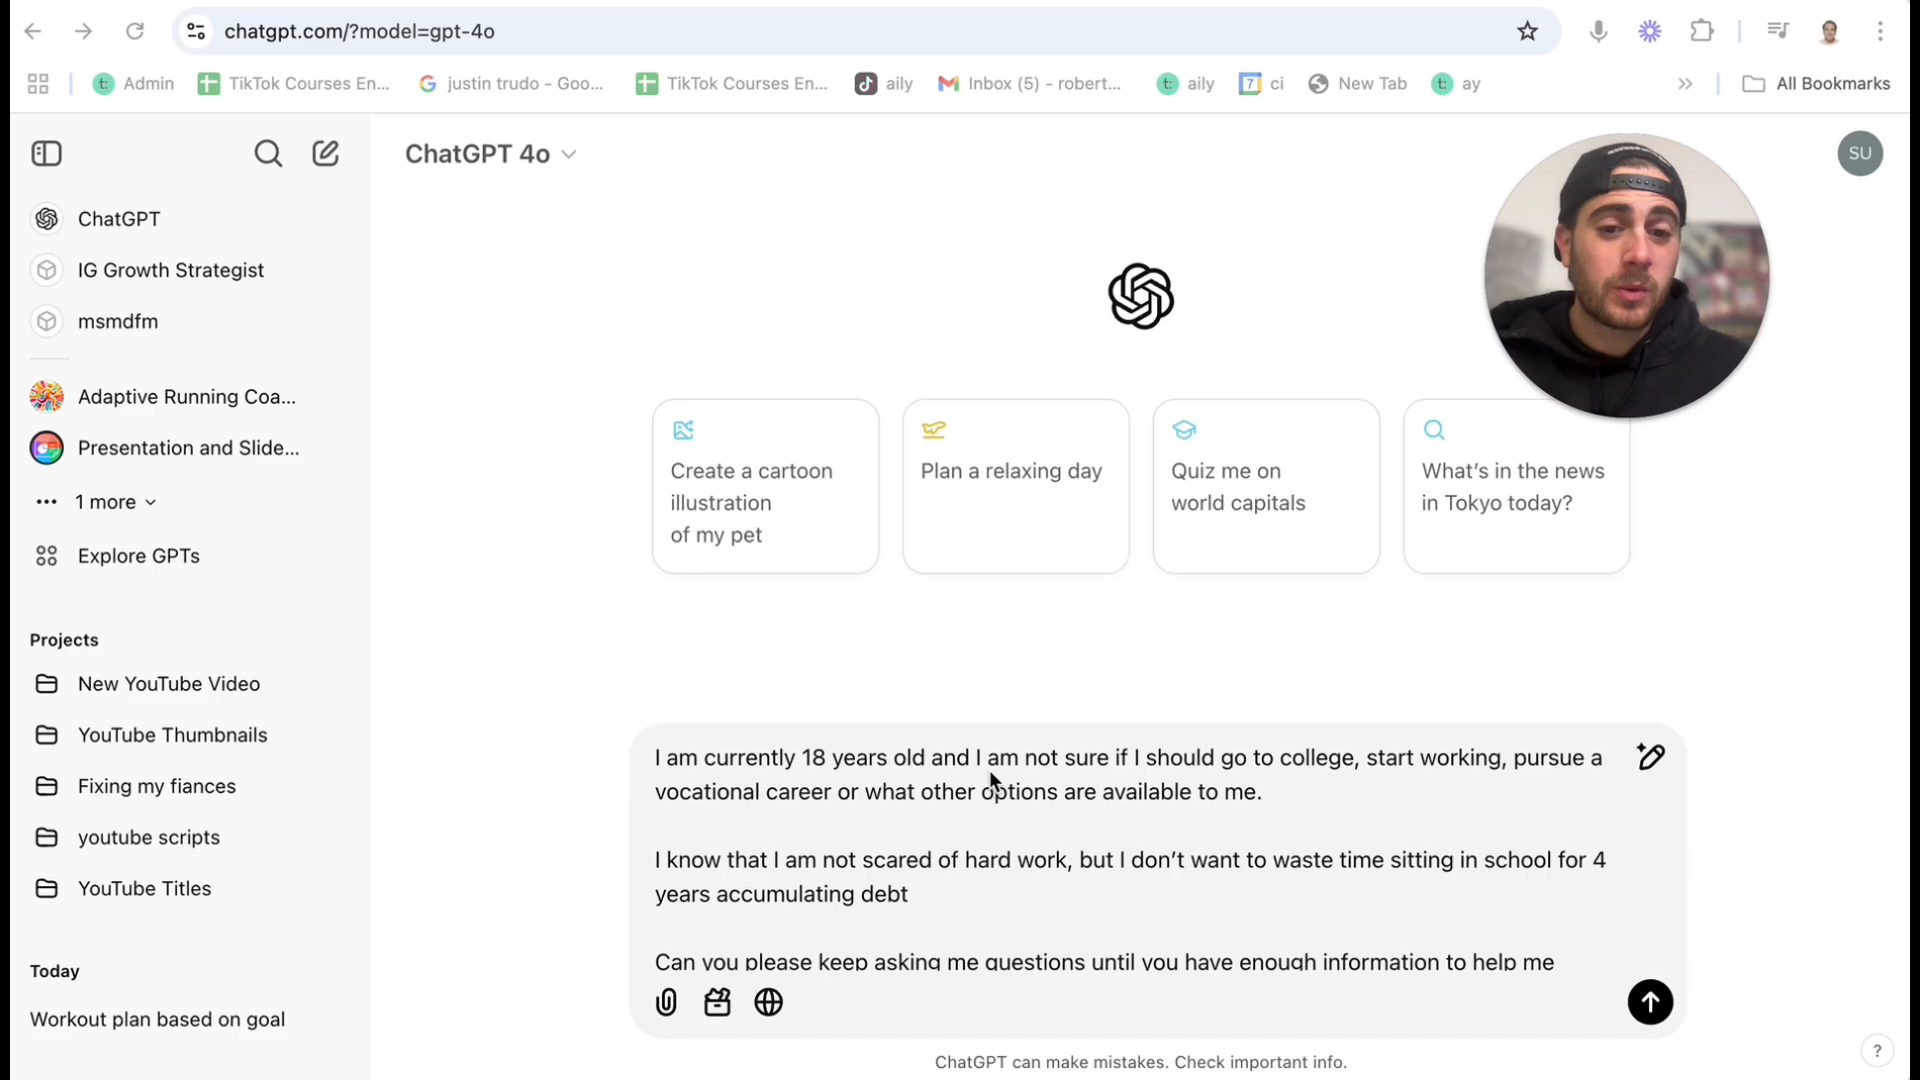 chatgpt.com/?model=gpt-4o
Admin
TikTok Courses En...
justin trudo - Goo...
TikTok Courses En...
aily
Inbox (5) - robert...
aily
7
ci
New Tab
ay
All Bookmarks
ChatGPT 4o
SU
ChatGPT
IG Growth Strategist
msmdfm
Adaptive Running Coa...
Presentation and Slide...
1 more
Explore GPTs
Projects
New YouTube Video
YouTube Thumbnails
Fixing my fiances
youtube scripts
YouTube Titles
Today
Workout plan based on goal
Create a cartoon
illustration
of my pet
Plan a relaxing day
Quiz me on
world capitals
What's in the news
in Tokyo today?
I am currently 18 years old and I am not sure if I should go to college, start working, pursue a
vocational career or what other options are available to me.
I know that I am not scared of hard work, but I don't want to waste time sitting in school for 4
years accumulating debt
Can you please keep asking me questions until you have enough information to help me
ChatGPT can make mistakes. Check important info.
?